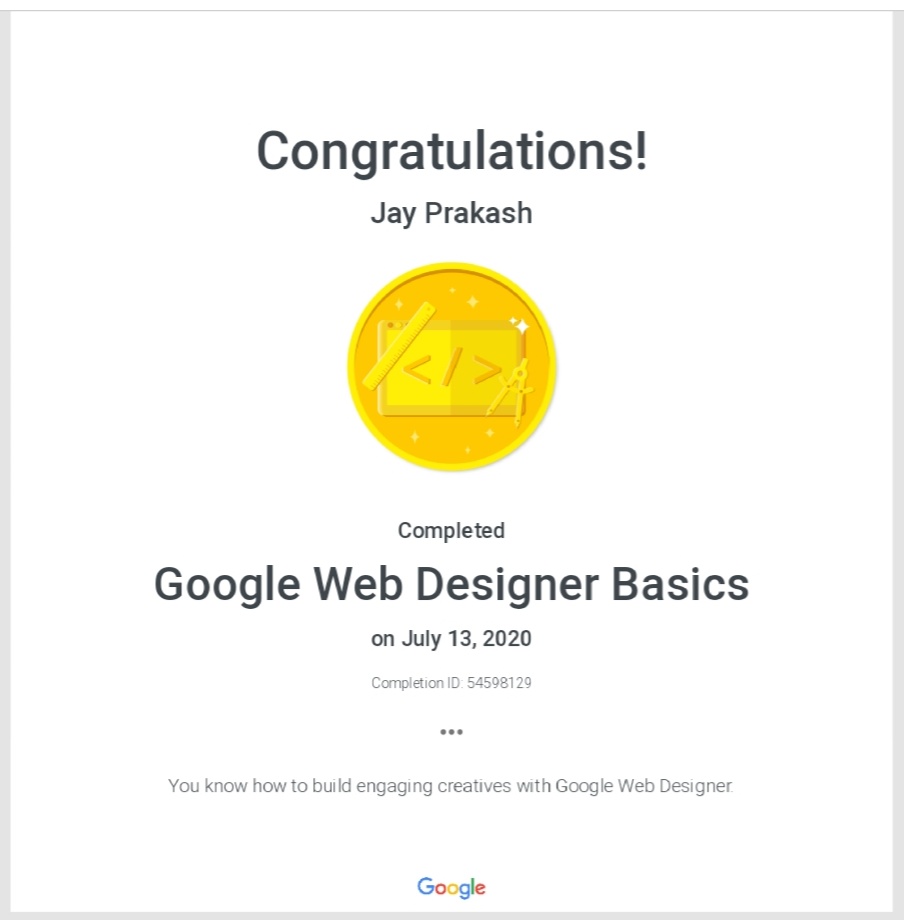 Congratulations!
Jay Prakash
</>
Completed
Google Web Designer Basics
on July 13, 2020
Completion ID: 54598129
•••
You know how to build engaging creatives with Google Web Designer.
Google